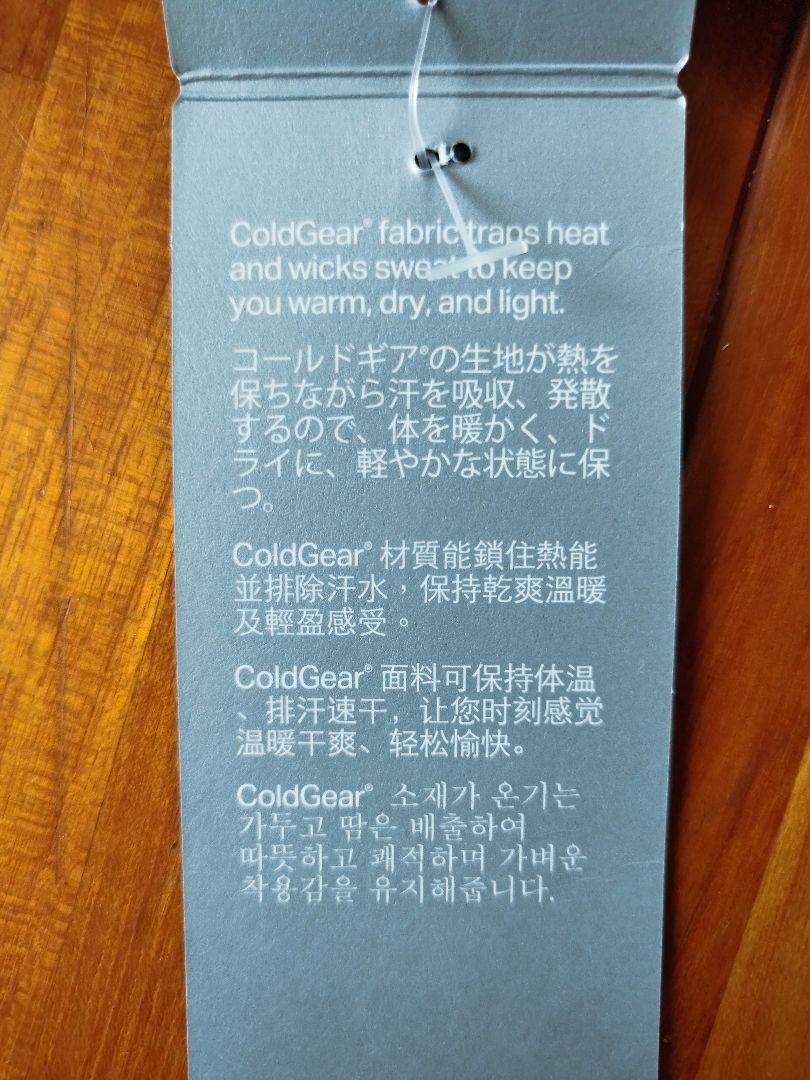 ColdGear® fabric traps heat
and wicks sweat to keep
you warm, dry, and light.
コールドギア®の生地が熱を
保ちながら汗を吸収、発散
するので、体を暖かく、ド
ライに、軽やかな状態に保
つ。
ColdGear® 材質能鎖住熱能
並排除汗水，保持乾爽溫暖
及輕盈感受。
ColdGear® 面料可保持体温
、排汗速干，让您时刻感觉
温暖干爽、轻松愉快。
ColdGear® 소재가 온기는
가두고 땀은 배출하여
따뜻하고 쾌적하며 가벼운
착용감을 유지해줍니다.